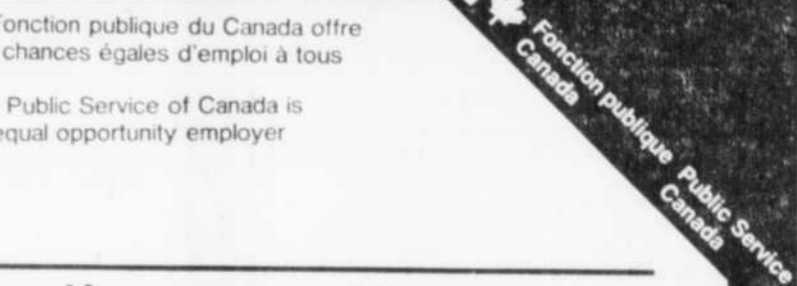 onction publique du Canada offre
chances égales d'emploi à tous
Public Service of Canada is
equal opportunity employer
Fonction publique Public Service
Canada Canada